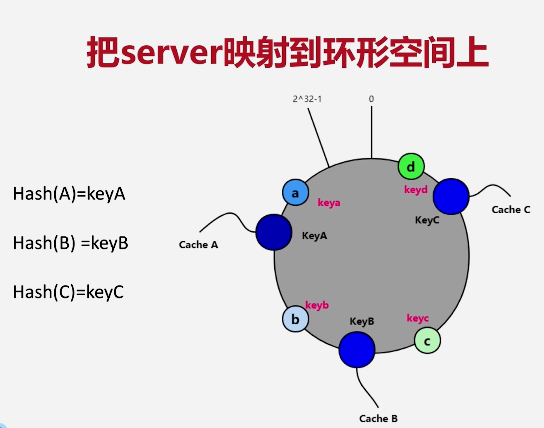 把server映射到环形空间上
2^32-1
0
d
a
keyd
keya
Hash(A)=keyA
Cache C
KeyC
KeyA
Cache A
Hash(B) =keyB
Hash(C)=keyC
keyb
b
KeyB
keyc
c
Cache B